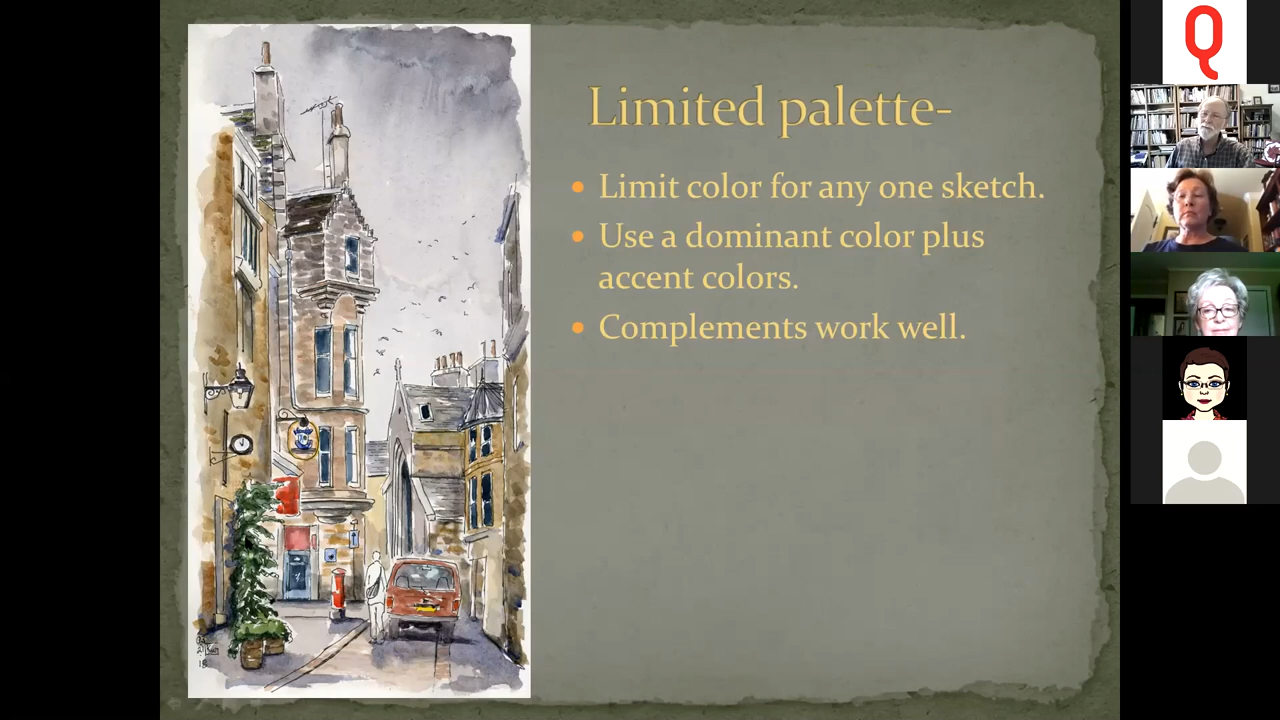 Limited palette-
Limit color for any one sketch.
Use a dominant color plus
accent colors.
Complements work well.
Q